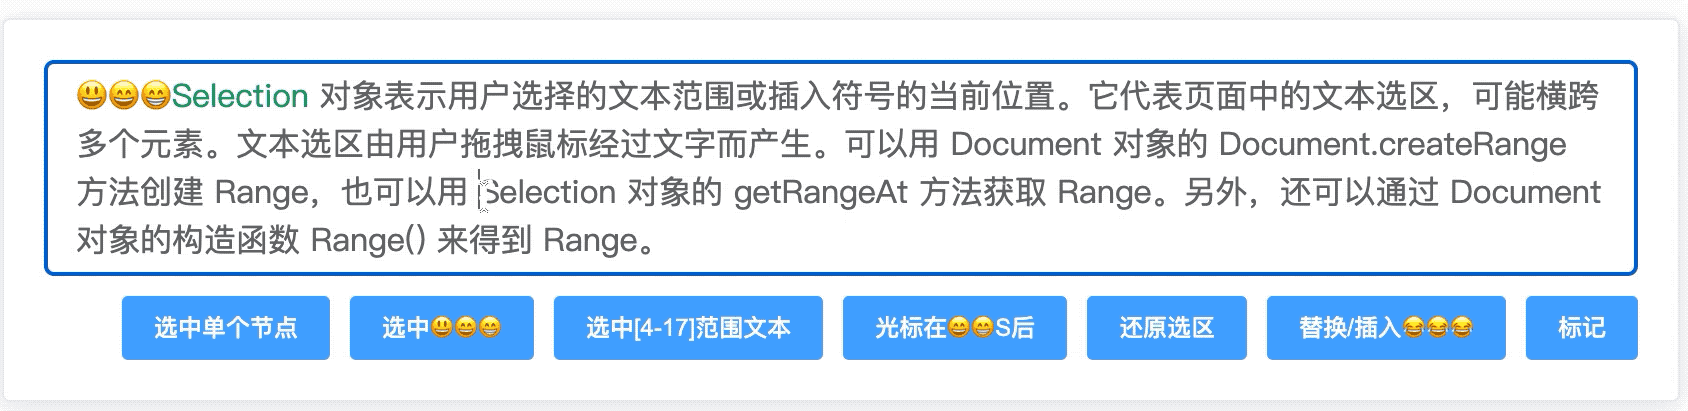 😃😄😁Selection 对象表示用户选择的文本范围或插入符号的当前位置。它代表页面中的文本选区，可能横跨
多个元素。文本选区由用户拖拽鼠标经过文字而产生。可以用 Document 对象的 Document.createRange
方法创建 Range，也可以用 Selection 对象的 getRangeAt 方法获取 Range。另外，还可以通过 Document
对象的构造函数 Range() 来得到 Range。
选中单个节点 选中😃😄😁 选中[4-17]范围文本 光标在😄😁S后 还原选区 替换/插入😂😂😂 标记